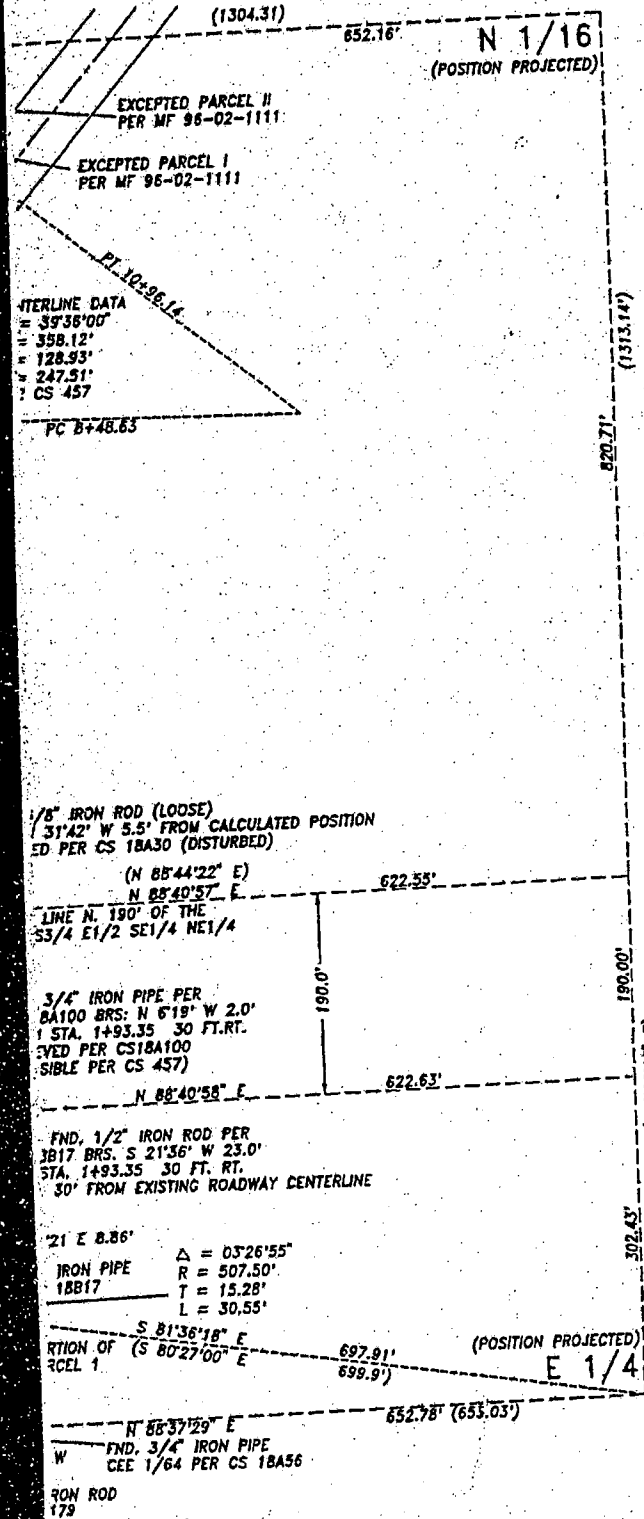 (1304.31)
652.16'
N 1/16
(POSITION PROJECTED)
EXCEPTED PARCEL II
PER MF 96-02-1111
EXCEPTED PARCEL I
PER MF 96-02-1111
PT 10+96.14
ITERLINE DATA
= 39°36'00"
= 358.12'
= 128.93'
= 247.51'
CS 457
PC 8+48.63
(1313.14')
820.71'
/8" IRON ROD (LOOSE)
31°42' W 5.5' FROM CALCULATED POSITION
ED PER CS 18A30 (DISTURBED)
(N 88°44'22" E)
N 88°40'57" E
622.55'
LINE N. 190' OF THE
S3/4 E1/2 SE1/4 NE1/4
190.0'
190.00'
3/4" IRON PIPE PER
8A100 BRS: N 6°19' W 2.0'
STA. 1+93.35 30 FT.RT.
VED PER CS18A100
SIBLE PER CS 457)
N 88°40'58" E
622.63'
FND. 1/2" IRON ROD PER
3B17 BRS. S 21°36' W 23.0'
STA. 1+93.35 30 FT. RT.
30' FROM EXISTING ROADWAY CENTERLINE
302.43'
'21 E 8.86'
IRON PIPE
18B17
Δ = 03°26'55"
R = 507.50'
T = 15.28'
L = 30.55'
S 81°36'18" E
697.91'
RTION OF (S 80°27'00" E
699.9')
RCEL 1
(POSITION PROJECTED)
E 1/4
N 88°37'29" E
652.78' (653.03')
W
FND. 3/4" IRON PIPE
CEE 1/64 PER CS 18A56
RON ROD
179